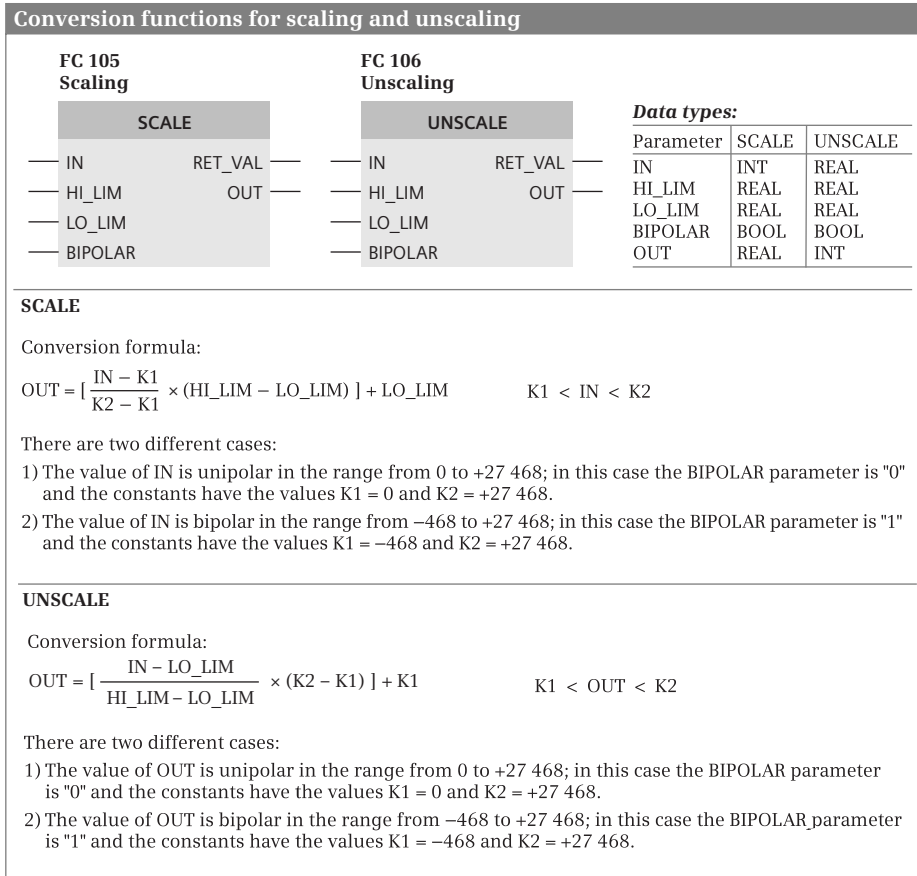 Conversion functions for scaling and unscaling
FC 105
Scaling
SCALE
IN RET_VAL
HI_LIM OUT
LO_LIM
BIPOLAR
FC 106
Unscaling
UNSCALE
IN RET_VAL
HI_LIM OUT
LO_LIM
BIPOLAR
Data types:
Parameter SCALE UNSCALE
IN INT REAL
HI_LIM REAL REAL
LO_LIM REAL REAL
BIPOLAR BOOL BOOL
OUT REAL INT
SCALE
Conversion formula:
OUT = [ (IN − K1) / (K2 − K1) × (HI_LIM − LO_LIM) ] + LO_LIM K1 < IN < K2
There are two different cases:
1) The value of IN is unipolar in the range from 0 to +27 468; in this case the BIPOLAR parameter is "0"
and the constants have the values K1 = 0 and K2 = +27 468.
2) The value of IN is bipolar in the range from −468 to +27 468; in this case the BIPOLAR parameter is "1"
and the constants have the values K1 = −468 and K2 = +27 468.
UNSCALE
Conversion formula:
OUT = [ (IN – LO_LIM) / (HI_LIM – LO_LIM) × (K2 – K1) ] + K1 K1 < OUT < K2
There are two different cases:
1) The value of OUT is unipolar in the range from 0 to +27 468; in this case the BIPOLAR parameter
is "0" and the constants have the values K1 = 0 and K2 = +27 468.
2) The value of OUT is bipolar in the range from −468 to +27 468; in this case the BIPOLAR parameter
is "1" and the constants have the values K1 = −468 and K2 = +27 468.